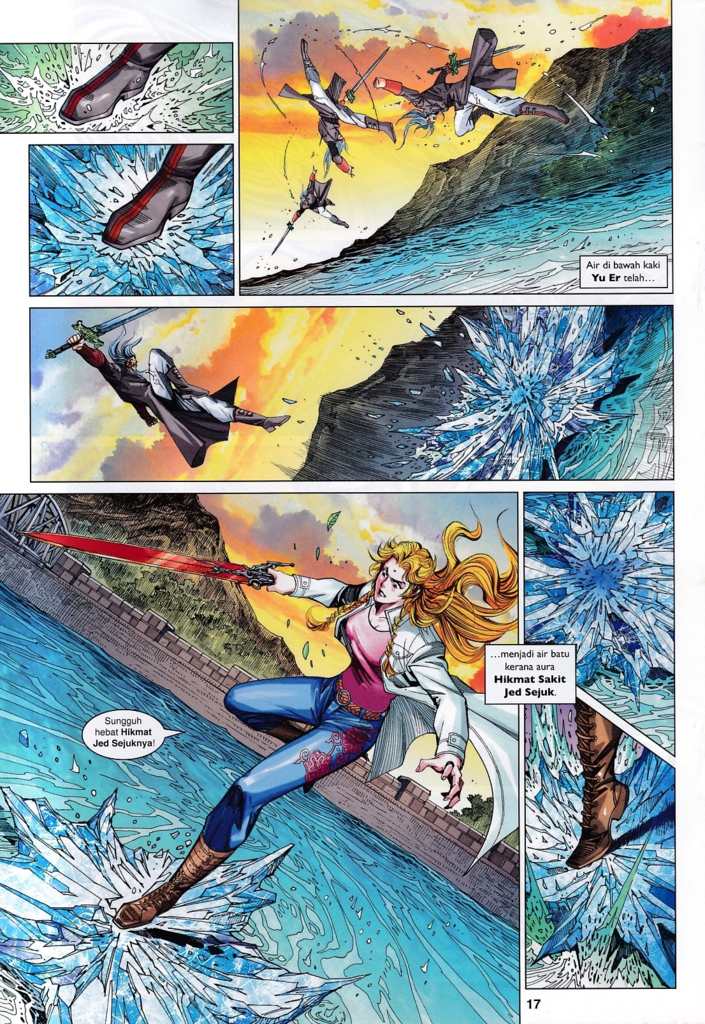 Air di bawah kaki
Yu Er telah...
...menjadi air batu
kerana aura
Hikmat Sakit
Jed Sejuk.
Sungguh
hebat Hikmat
Jed Sejuknya!
17